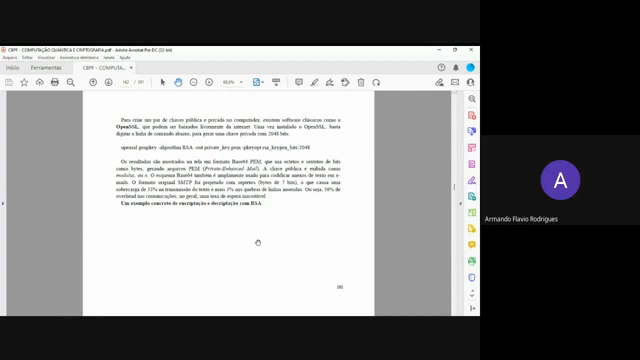 CBPF - COMPUTAÇÃO QUÂNTICA E CRIPTOGRAFIA.pdf - Adobe Acrobat Pro DC (32-bit)
Arquivo Editar Visualizar Assinatura eletrônica Janela Ajuda
Início Ferramentas CBPF - COMPUTA...
162 / 391
Para criar um par de chaves pública e privada no computador, existem software clássicos como o
OpenSSL, que podem ser baixados livremente da internet. Uma vez instalado o OpenSSL, basta
digitar a linha de comando abaixo, para gerar uma chave privada com 2048 bits:
openssl genpkey -algorithm RSA -out private_key.pem -pkeyopt rsa_keygen_bits:2048
Os resultados são mostrados na tela em formato Base64 PEM, que usa octetos e sextetos de bits
como bytes, gerando arquivos PEM (Private-Enhanced Mail). A chave pública é exibida como
modulus, ou n. O esquema Base64 também é amplamente usado para codificar menos de texto em e-
mails. O formato original SMTP foi projetado com septetos (bytes de 7 bits), o que causa uma
sobrecarga de 33% na transmissão do texto e mais 3% nas quebras de linhas inseridas. Ou seja, 36% de
overhead nas comunicações, no geral, uma taxa de espera inaceitável.
Um exemplo concreto de encriptação e decriptação com RSA
162
A
Armando Flavio Rodrigues